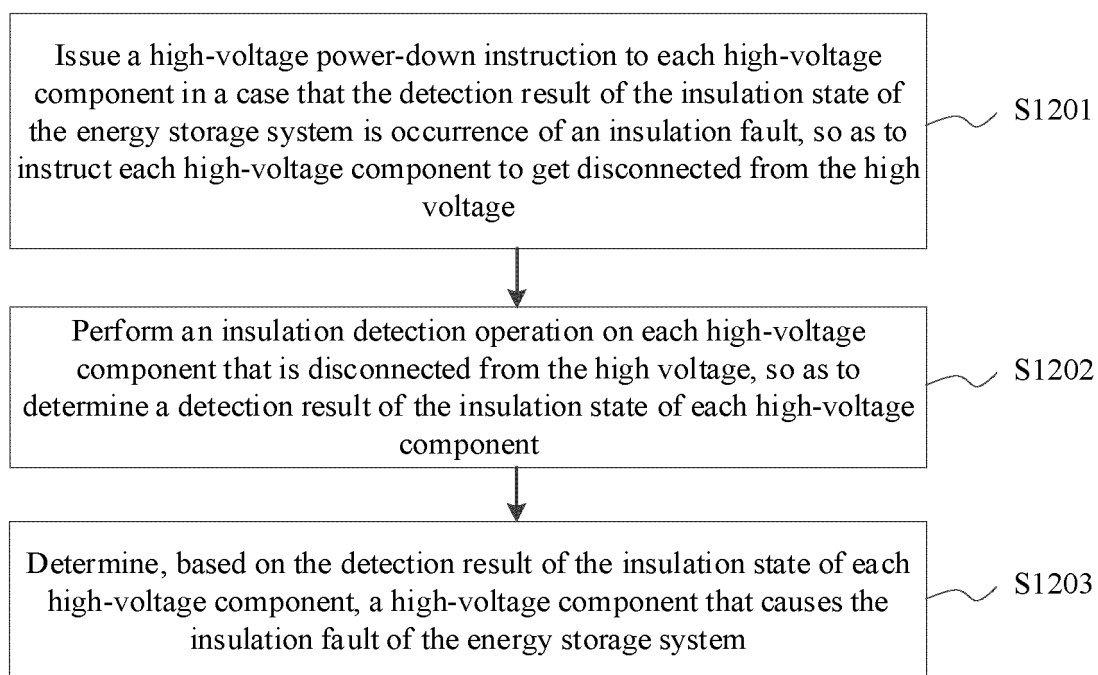 Issue a high-voltage power-down instruction to each high-voltage
component in a case that the detection result of the insulation state of
the energy storage system is occurrence of an insulation fault, so as to
instruct each high-voltage component to get disconnected from the high
voltage
S1201
Perform an insulation detection operation on each high-voltage
component that is disconnected from the high voltage, so as to
determine a detection result of the insulation state of each high-voltage
component
S1202
Determine, based on the detection result of the insulation state of each
high-voltage component, a high-voltage component that causes the
insulation fault of the energy storage system
S1203